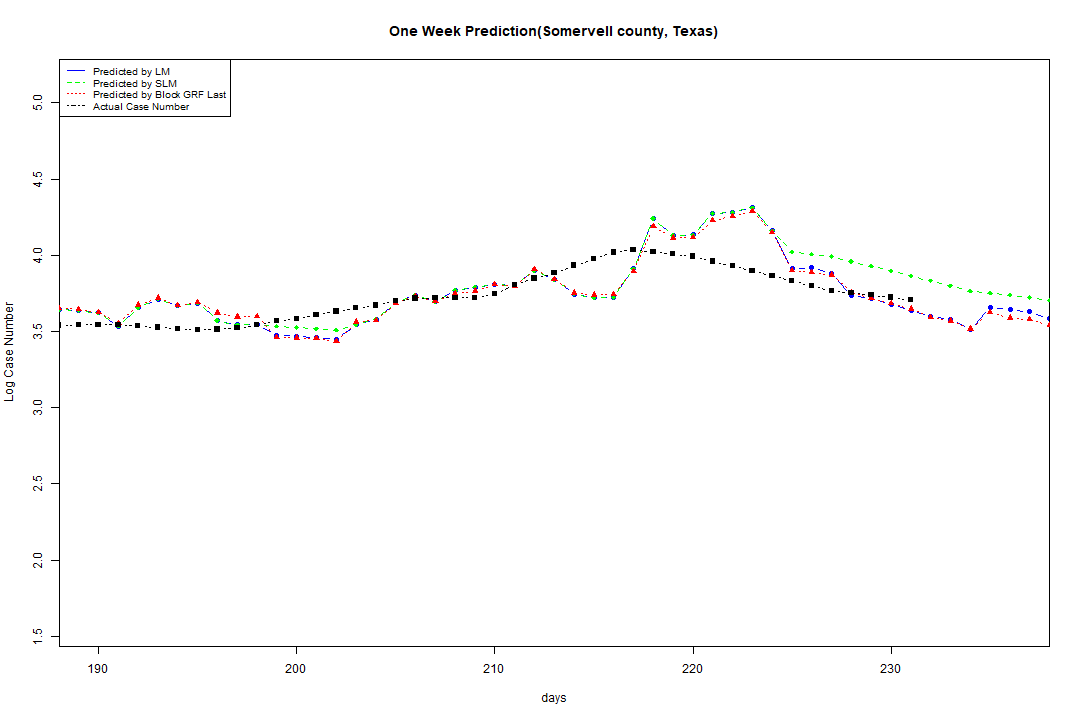 One Week Prediction(Somervell county, Texas)
Predicted by LM
Predicted by SLM
Predicted by Block GRF Last
Actual Case Number
5.0
4.5
4.0
3.5
3.0
2.5
2.0
1.5
Log Case Number
190 200 210 220 230
days